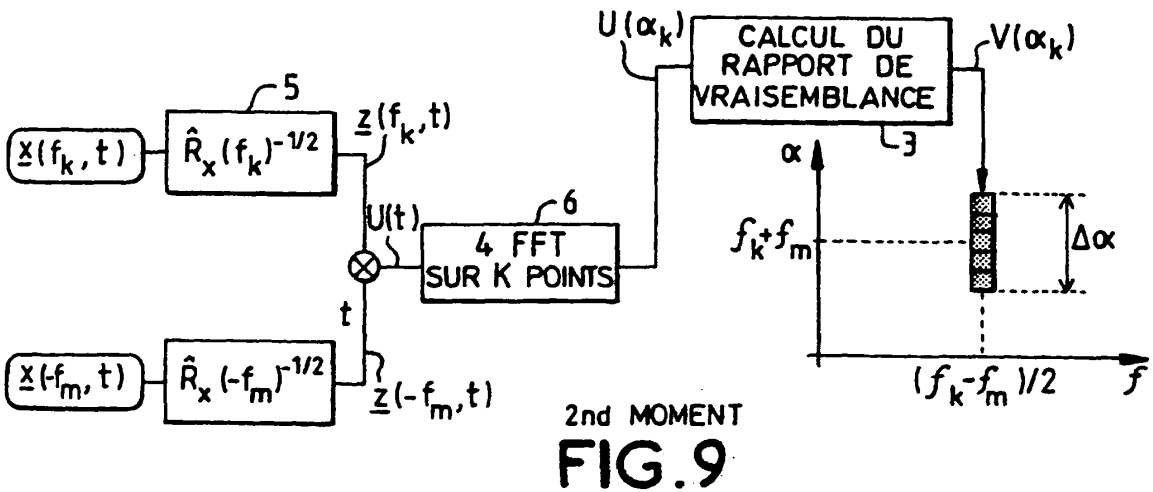 x(f_k, t)
5
R̂_x(f_k)^-1/2
z(f_k, t)
U(t)
6
4 FFT
SUR K POINTS
U(α_k)
CALCUL DU
RAPPORT DE
VRAISEMBLANCE
3
V(α_k)
α
f_k+f_m
Δα
(f_k-f_m)/2
f
t
x(-f_m, t)
R̂_x(-f_m)^-1/2
z(-f_m, t)
2nd MOMENT
FIG.9